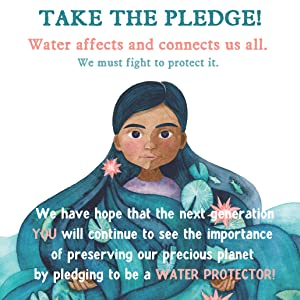 TAKE THE PLEDGE!
Water affects and connects us all.
We must fight to protect it.
We have hope that the next generation
YOU will continue to see the importance
of preserving our precious planet
by pledging to be a WATER PROTECTOR!